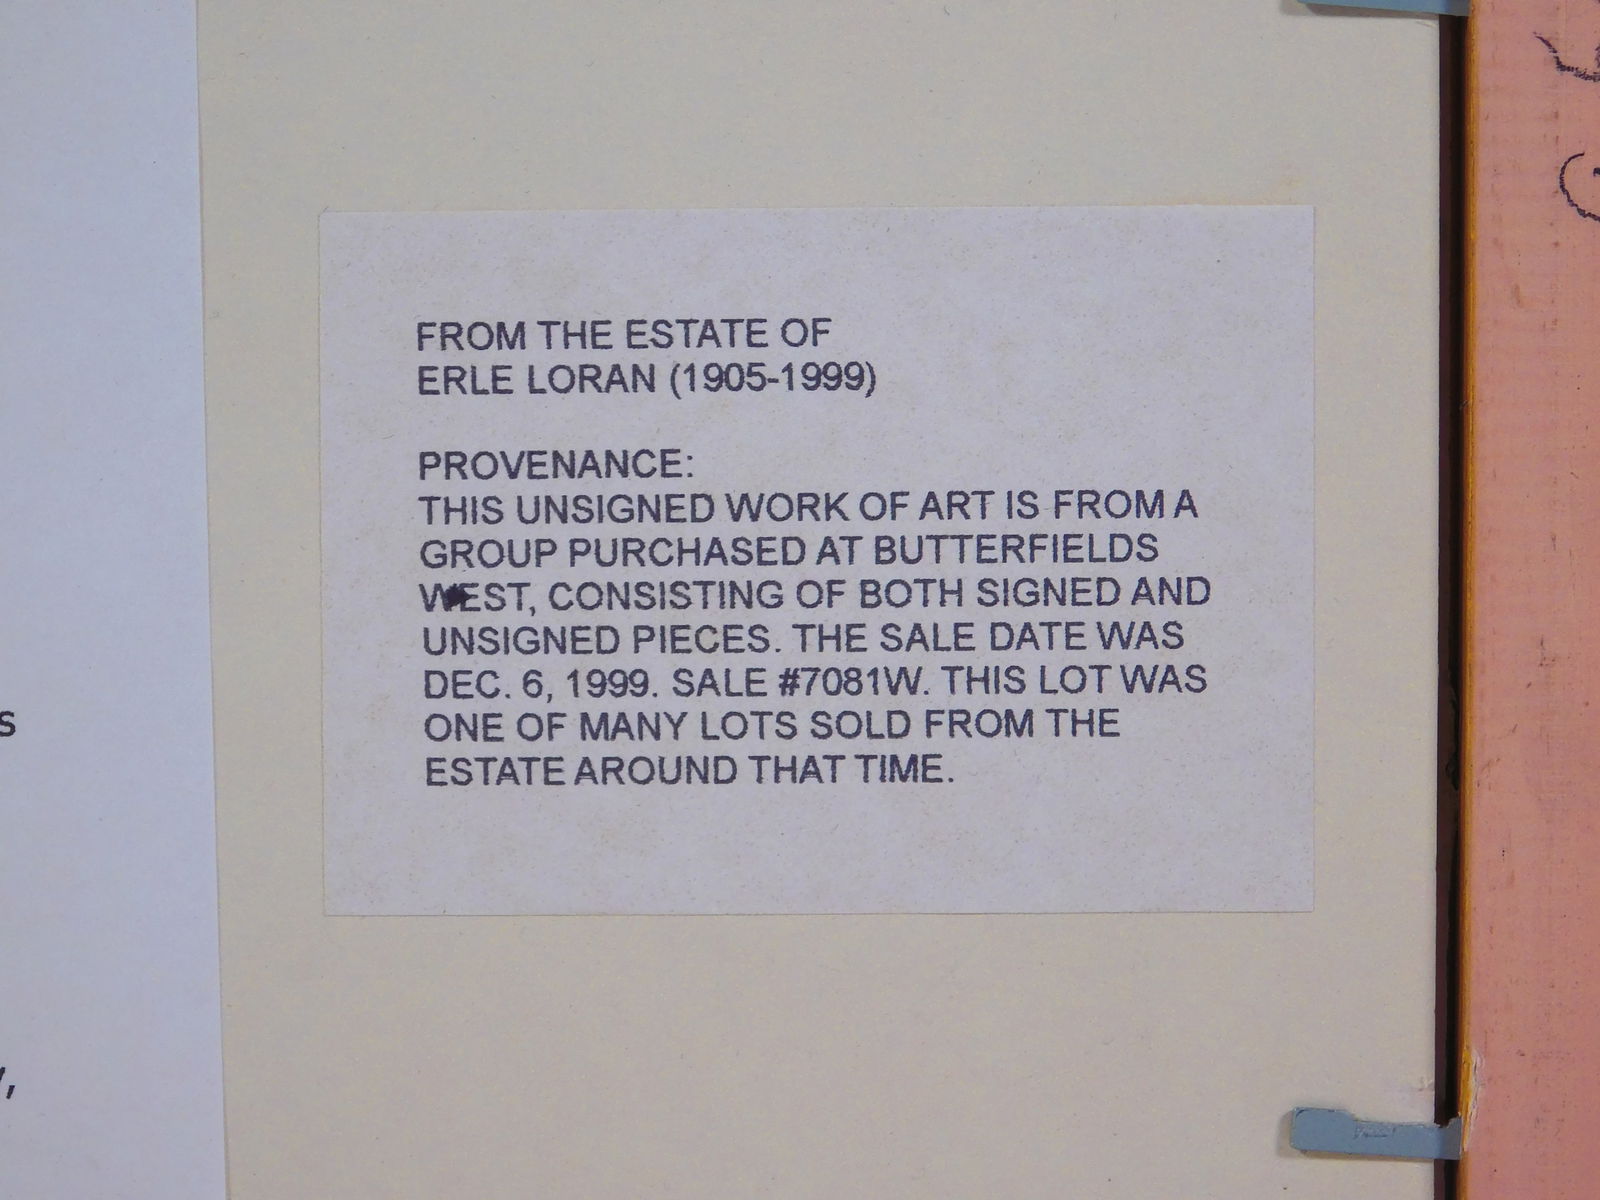 FROM THE ESTATE OF
ERLE LORAN (1905-1999)
PROVENANCE:
THIS UNSIGNED WORK OF ART IS FROM A
GROUP PURCHASED AT BUTTERFIELDS
WEST, CONSISTING OF BOTH SIGNED AND
UNSIGNED PIECES. THE SALE DATE WAS
DEC. 6, 1999. SALE #7081W. THIS LOT WAS
ONE OF MANY LOTS SOLD FROM THE
ESTATE AROUND THAT TIME.